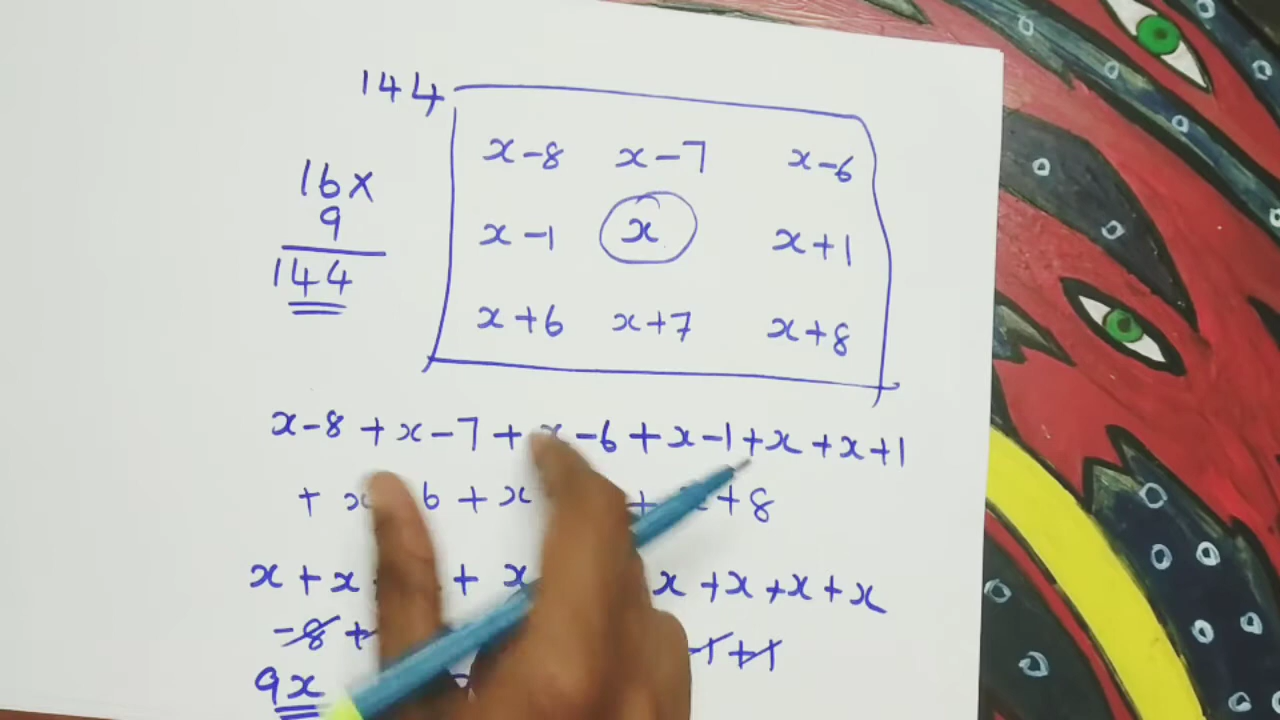 144
x-8 x-7 x-6
16x
9
144
x-1 x x+1
x+6 x+7 x+8
x-8+x-7+x-6+x-1+x+x+1
+ 6 + x + +8
x + x + x x + x + x + x
-8 + -1 +1
9x